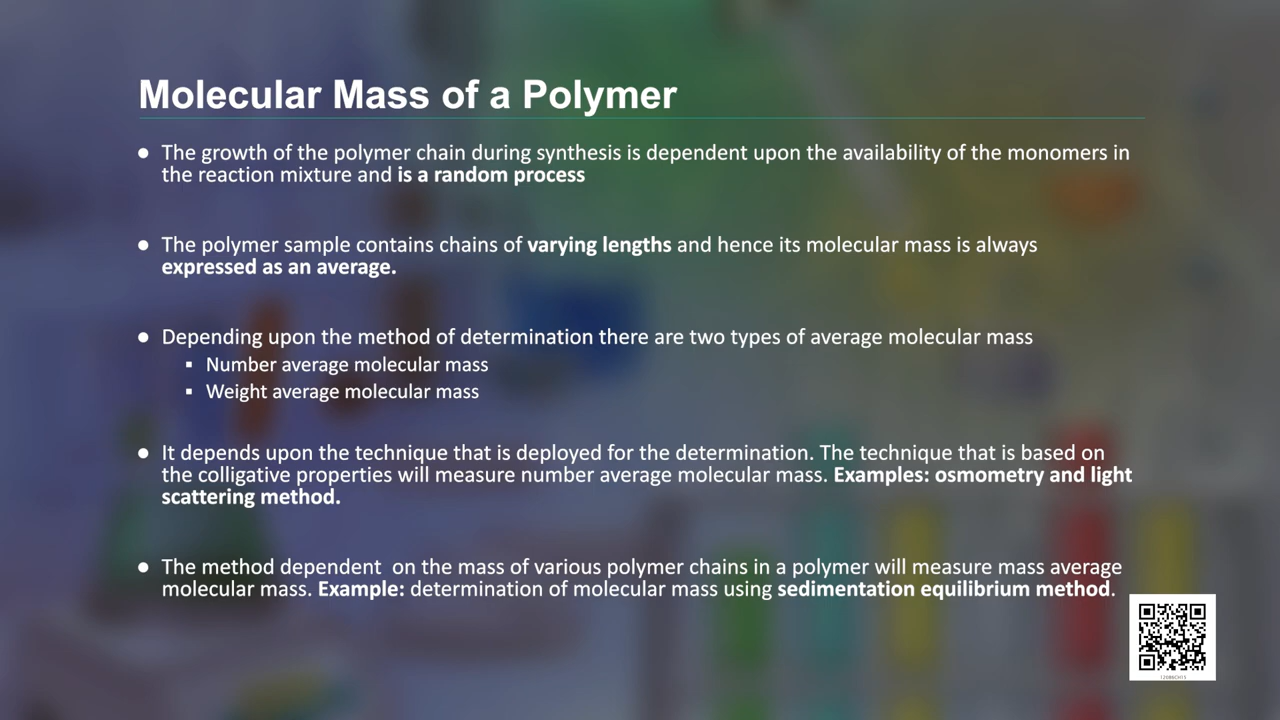 Molecular Mass of a Polymer
● The growth of the polymer chain during synthesis is dependent upon the availability of the monomers in
the reaction mixture and is a random process
● The polymer sample contains chains of varying lengths and hence its molecular mass is always
expressed as an average.
● Depending upon the method of determination there are two types of average molecular mass
▪ Number average molecular mass
▪ Weight average molecular mass
● It depends upon the technique that is deployed for the determination. The technique that is based on
the colligative properties will measure number average molecular mass. Examples: osmometry and light
scattering method.
● The method dependent  on the mass of various polymer chains in a polymer will measure mass average
molecular mass. Example: determination of molecular mass using sedimentation equilibrium method.